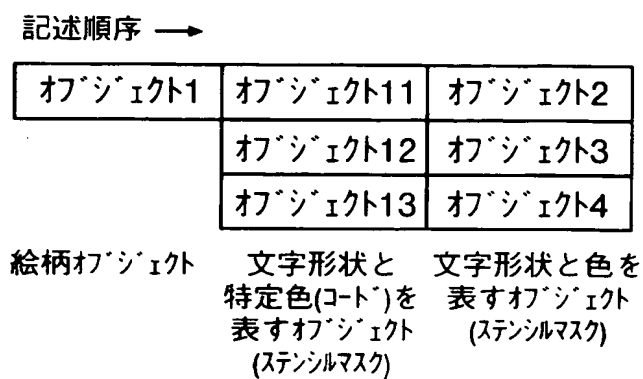 記述順序 →
ｵﾌﾞｼﾞｪｸﾄ1 ｵﾌﾞｼﾞｪｸﾄ11 ｵﾌﾞｼﾞｪｸﾄ2
ｵﾌﾞｼﾞｪｸﾄ12 ｵﾌﾞｼﾞｪｸﾄ3
ｵﾌﾞｼﾞｪｸﾄ13 ｵﾌﾞｼﾞｪｸﾄ4
絵柄ｵﾌﾞｼﾞｪｸﾄ
文字形状と
特定色(ｺｰﾄﾞ)を
表すｵﾌﾞｼﾞｪｸﾄ
(ｽﾃﾝｼﾙﾏｽｸ)
文字形状と色を
表すｵﾌﾞｼﾞｪｸﾄ
(ｽﾃﾝｼﾙﾏｽｸ)